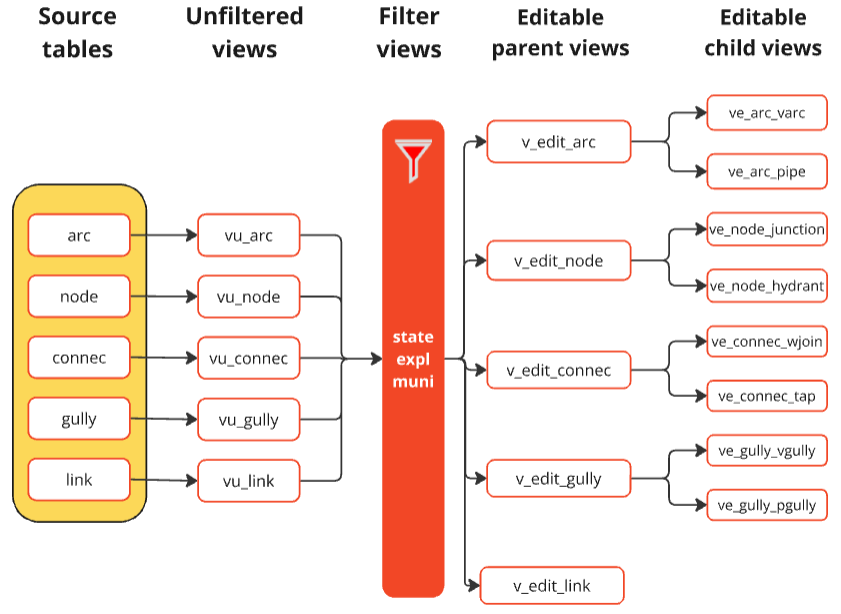 Source
tables
Unfiltered
views
Filter
views
Editable
parent views
Editable
child views
arc
node
connec
gully
link
vu_arc
vu_node
vu_connec
vu_gully
vu_link
state
expl
muni
v_edit_arc
v_edit_node
v_edit_connec
v_edit_gully
v_edit_link
ve_arc_varc
ve_arc_pipe
ve_node_junction
ve_node_hydrant
ve_connec_wjoin
ve_connec_tap
ve_gully_vgully
ve_gully_pgully